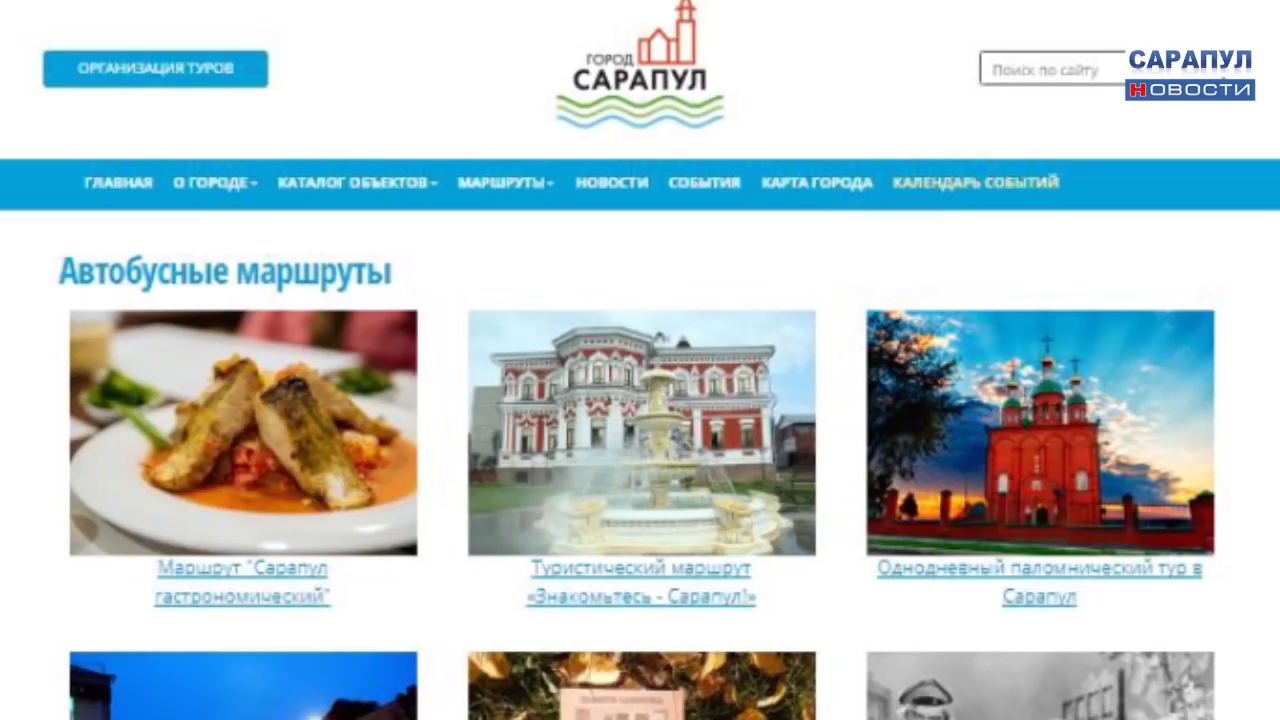 ОРГАНИЗАЦИЯ ТУРОВ
ГОРОД
САРАПУЛ
Поиск по сайту
САРАПУЛ
НОВОСТИ
ГЛАВНАЯ О ГОРОДЕ КАТАЛОГ ОБЪЕКТОВ МАРШРУТЫ НОВОСТИ СОБЫТИЯ КАРТА ГОРОДА КАЛЕНДАРЬ СОБЫТИЙ
Автобусные маршруты
Маршрут "Сарапул
гастрономический"
Туристический маршрут
«Знакомьтесь - Сарапул!»
Однодневный паломнический тур в
Сарапул